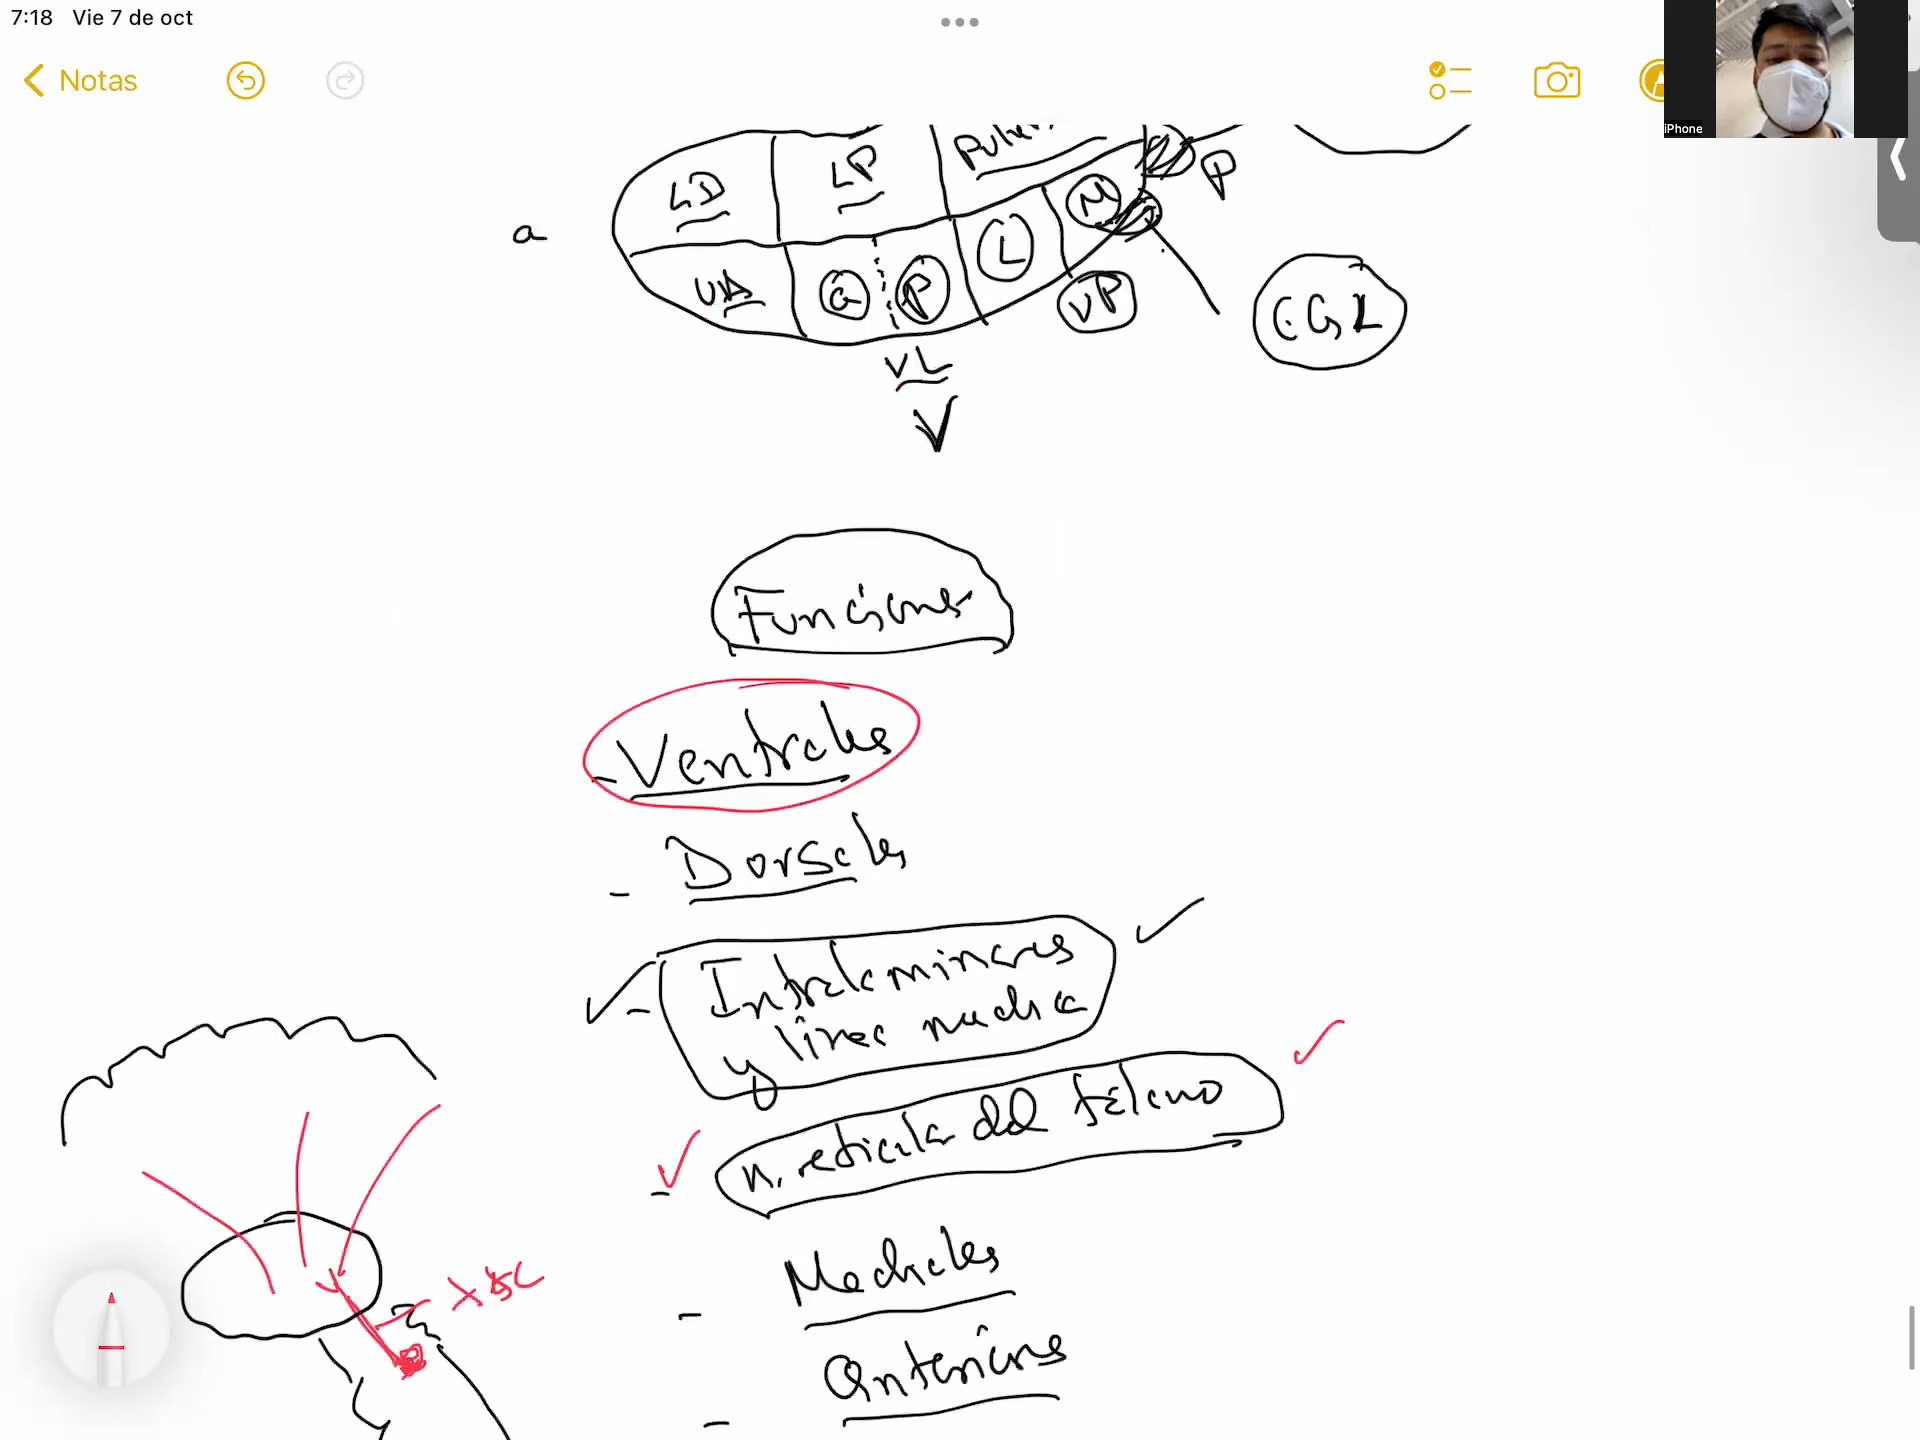 7:18 Vie 7 de oct
Notas
iPhone
LD LP
a
VA a P L M P
VP
CGL
VL
V
Funciones
- Ventrales
- Dorsales
- Intralaminares
y línea media
- n. reticular del tálamo
- Mediales
- Anteriores